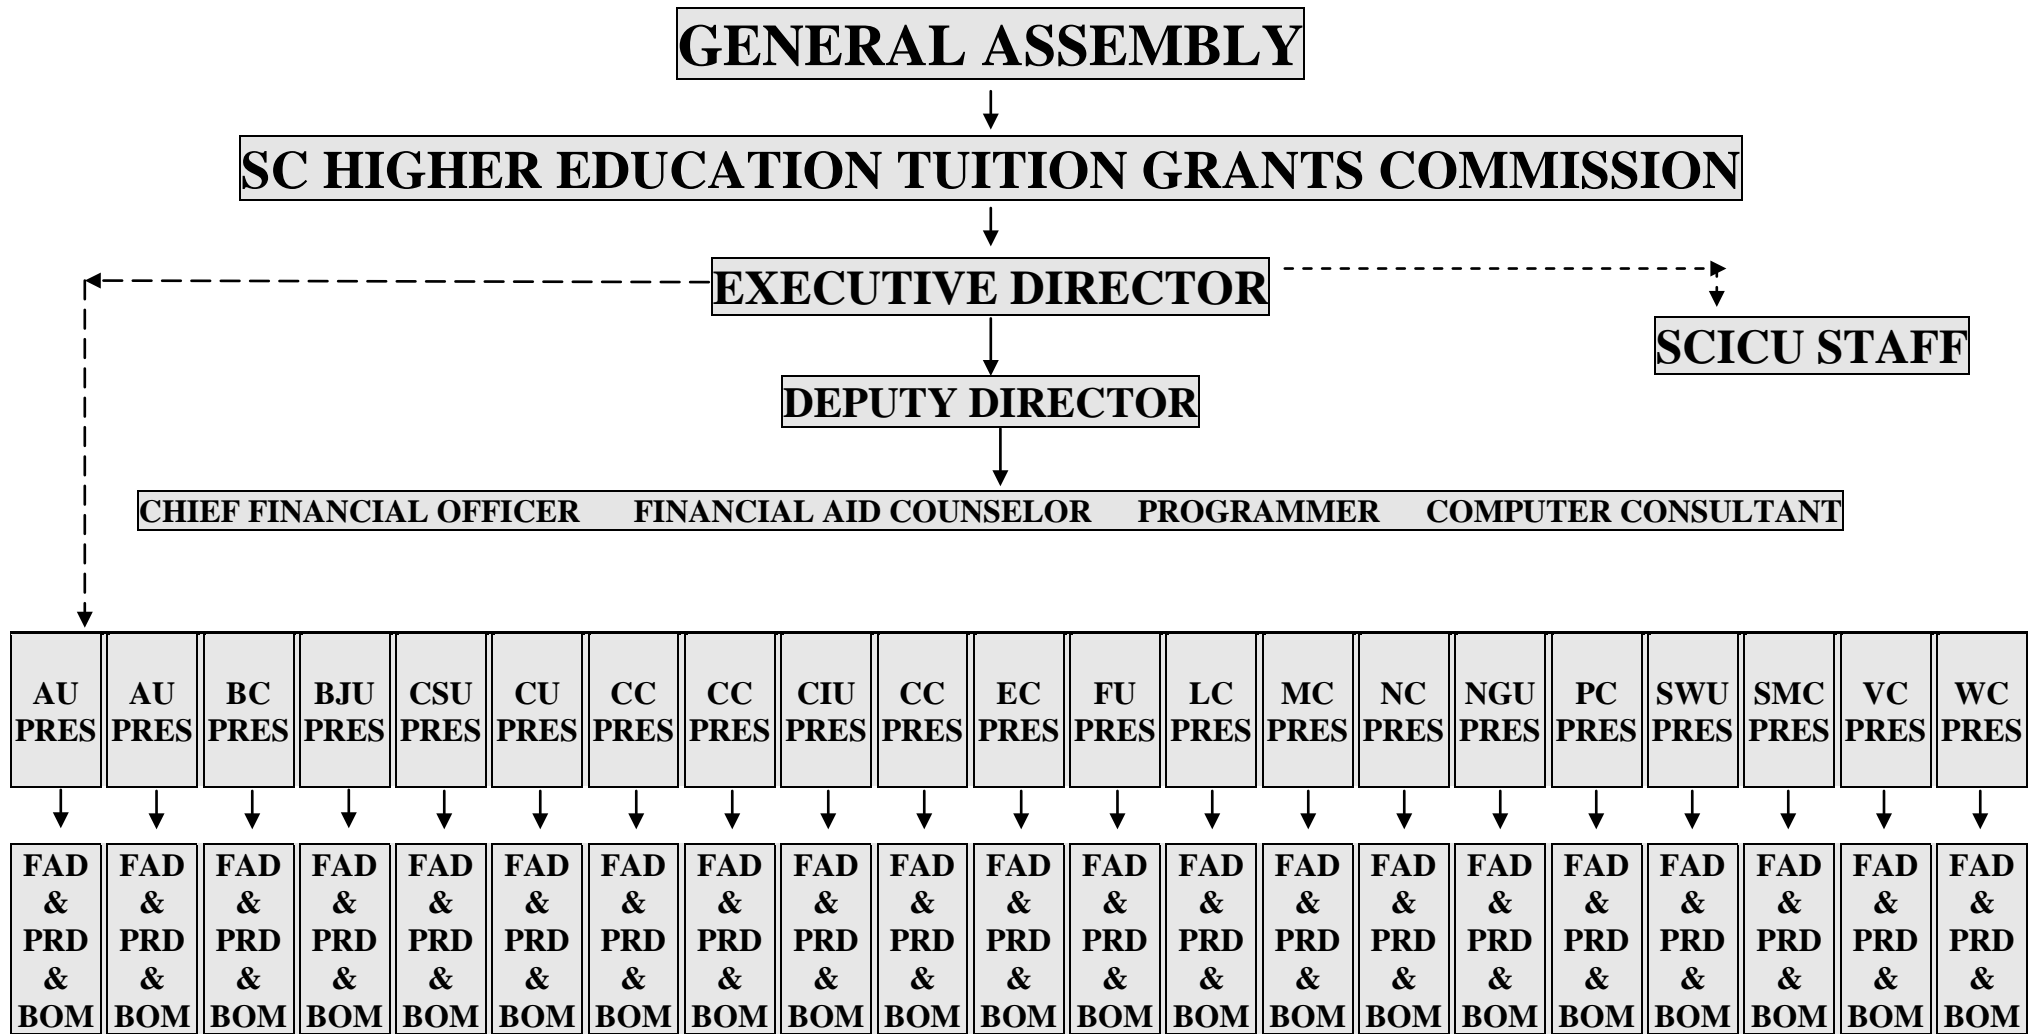 GENERAL ASSEMBLY
SC HIGHER EDUCATION TUITION GRANTS COMMISSION
EXECUTIVE DIRECTOR
SCICU STAFF
DEPUTY DIRECTOR
CHIEF FINANCIAL OFFICER FINANCIAL AID COUNSELOR PROGRAMMER COMPUTER CONSULTANT
AU AU BC BJU CSU CU CC CC CIU CC EC FU LC MC NC NGU PC SWU SMC VC WC
PRES PRES PRES PRES PRES PRES PRES PRES PRES PRES PRES PRES PRES PRES PRES PRES PRES PRES PRES PRES PRES
FAD FAD FAD FAD FAD FAD FAD FAD FAD FAD FAD FAD FAD FAD FAD FAD FAD FAD FAD FAD FAD
& & & & & & & & & & & & & & & & & & & & &
PRD PRD PRD PRD PRD PRD PRD PRD PRD PRD PRD PRD PRD PRD PRD PRD PRD PRD PRD PRD PRD
& & & & & & & & & & & & & & & & & & & & &
BOM BOM BOM BOM BOM BOM BOM BOM BOM BOM BOM BOM BOM BOM BOM BOM BOM BOM BOM BOM BOM